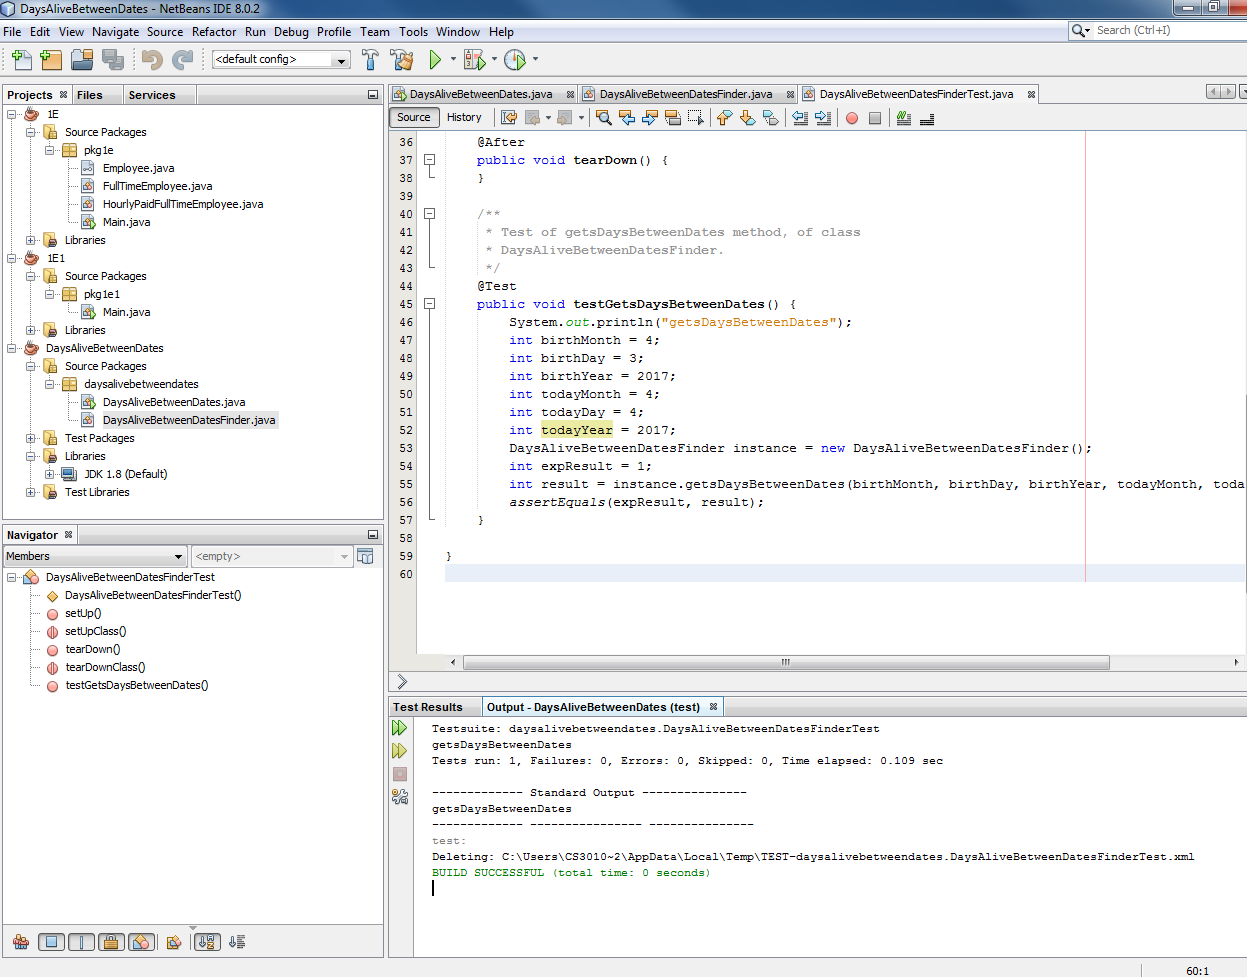 DaysAliveBetweenDates - NetBeans IDE 8.0.2
File Edit View Navigate Source Refactor Run Debug Profile Team Tools Window Help
Search (Ctrl+I)
<default config>
Projects Files Services
1E
Source Packages
pkg1e
Employee.java
FullTimeEmployee.java
HourlyPaidFullTimeEmployee.java
Main.java
Libraries
1E1
Source Packages
pkg1e1
Main.java
Libraries
DaysAliveBetweenDates
Source Packages
daysalivebetweendates
DaysAliveBetweenDates.java
DaysAliveBetweenDatesFinder.java
Test Packages
Libraries
JDK 1.8 (Default)
Test Libraries
Navigator
Members <empty>
DaysAliveBetweenDatesFinderTest
DaysAliveBetweenDatesFinderTest()
setUp()
setUpClass()
tearDown()
tearDownClass()
testGetsDaysBetweenDates()
DaysAliveBetweenDates.java DaysAliveBetweenDatesFinder.java DaysAliveBetweenDatesFinderTest.java
Source History
36 @After
37 public void tearDown() {
38 }
39
40 /**
41 * Test of getsDaysBetweenDates method, of class
42 * DaysAliveBetweenDatesFinder.
43 */
44 @Test
45 public void testGetsDaysBetweenDates() {
46 System.out.println("getsDaysBetweenDates");
47 int birthMonth = 4;
48 int birthDay = 3;
49 int birthYear = 2017;
50 int todayMonth = 4;
51 int todayDay = 4;
52 int todayYear = 2017;
53 DaysAliveBetweenDatesFinder instance = new DaysAliveBetweenDatesFinder();
54 int expResult = 1;
55 int result = instance.getsDaysBetweenDates(birthMonth, birthDay, birthYear, todayMonth, toda
56 assertEquals(expResult, result);
57 }
58
59 }
60
Test Results Output - DaysAliveBetweenDates (test)
Testsuite: daysalivebetweendates.DaysAliveBetweenDatesFinderTest
getsDaysBetweenDates
Tests run: 1, Failures: 0, Errors: 0, Skipped: 0, Time elapsed: 0.109 sec
------------- Standard Output ---------------
getsDaysBetweenDates
------------- ---------------- ---------------
test:
Deleting: C:\Users\CS3010~2\AppData\Local\Temp\TEST-daysalivebetweendates.DaysAliveBetweenDatesFinderTest.xml
BUILD SUCCESSFUL (total time: 0 seconds)
60:1